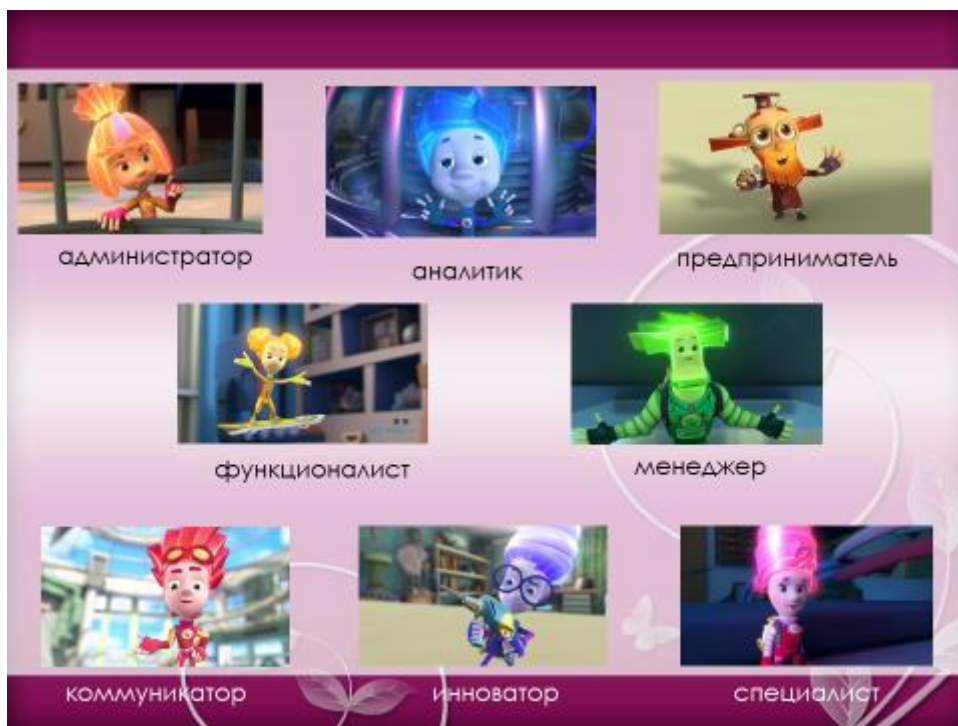 администратор
аналитик
предприниматель
функционалист
менеджер
коммуникатор
инноватор
специалист